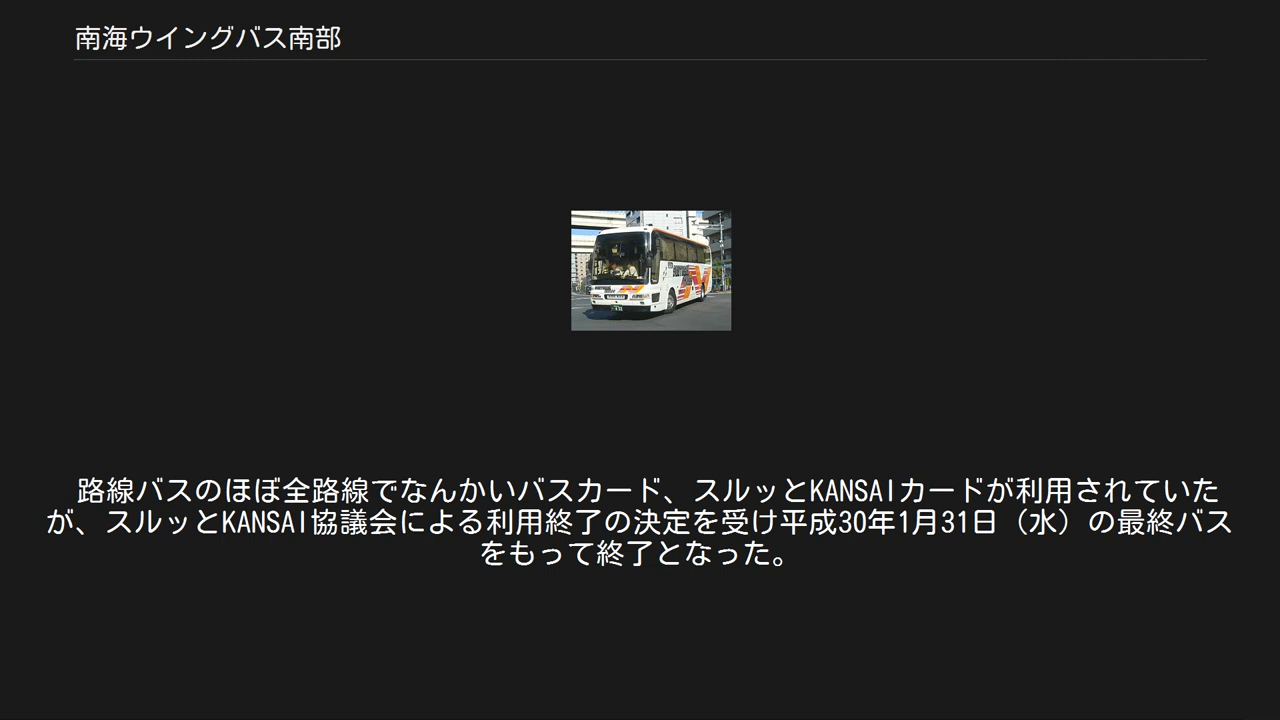 南海ウイングバス南部
路線バスのほぼ全路線でなんかいバスカード、スルッとKANSAIカードが利用されていた
が、スルッとKANSAI協議会による利用終了の決定を受け平成30年1月31日（水）の最終バス
をもって終了となった。